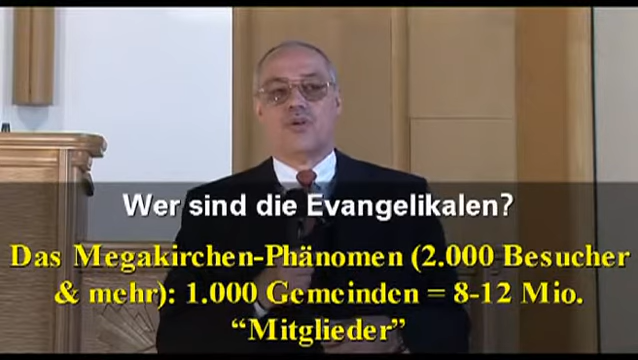 Wer sind die Evangelikalen?
Das Megakirchen-Phänomen (2.000 Besucher
& mehr): 1.000 Gemeinden = 8-12 Mio.
“Mitglieder”